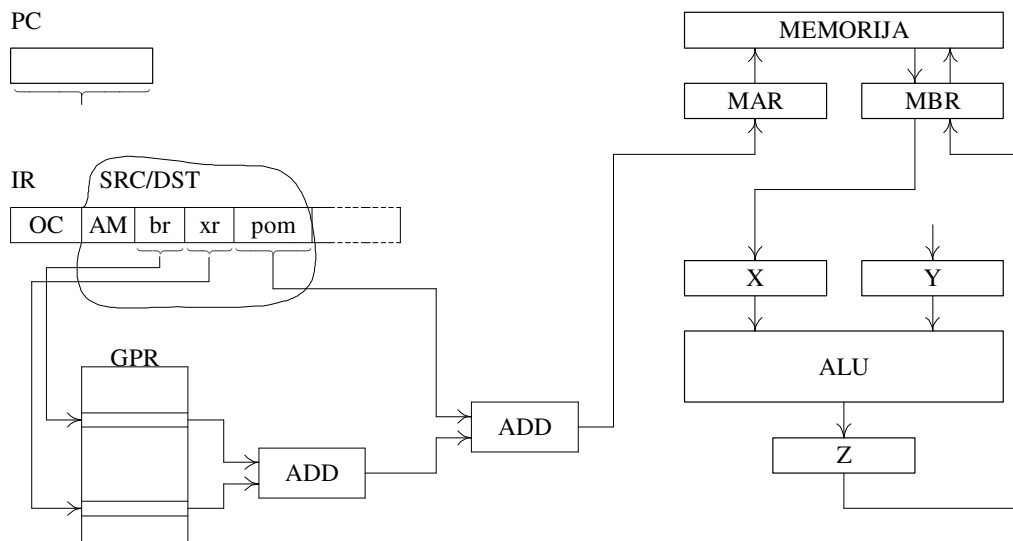 PC
MEMORIJA
MAR MBR
IR SRC/DST
OC AM br xr pom
X Y
GPR
ALU
ADD
ADD
Z